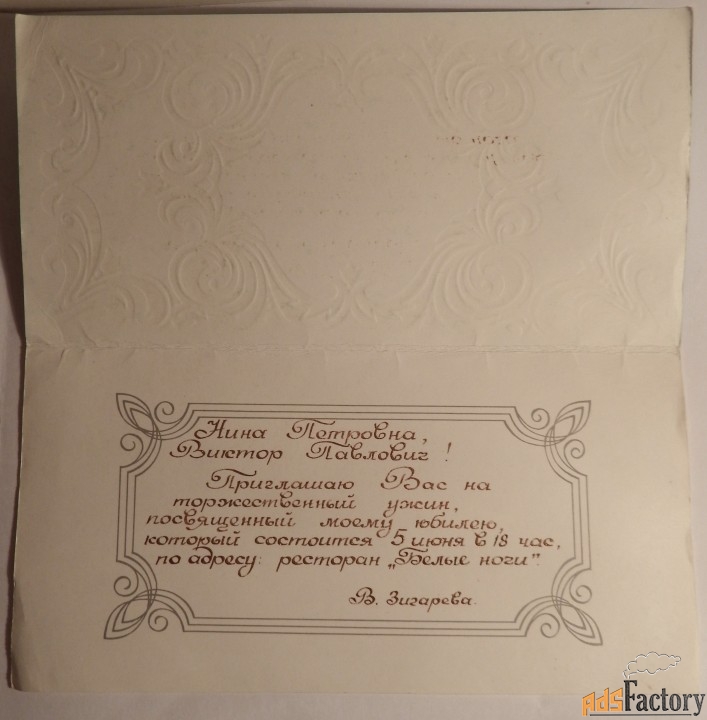 Нина Петровна,
Виктор Павлович !
Приглашаю Вас на
торжественный ужин,
посвященный моему юбилею,
который состоится 5 июня в 18 час,
по адресу: ресторан „Белые ночи".
В. Зигарева.
AdsFactory